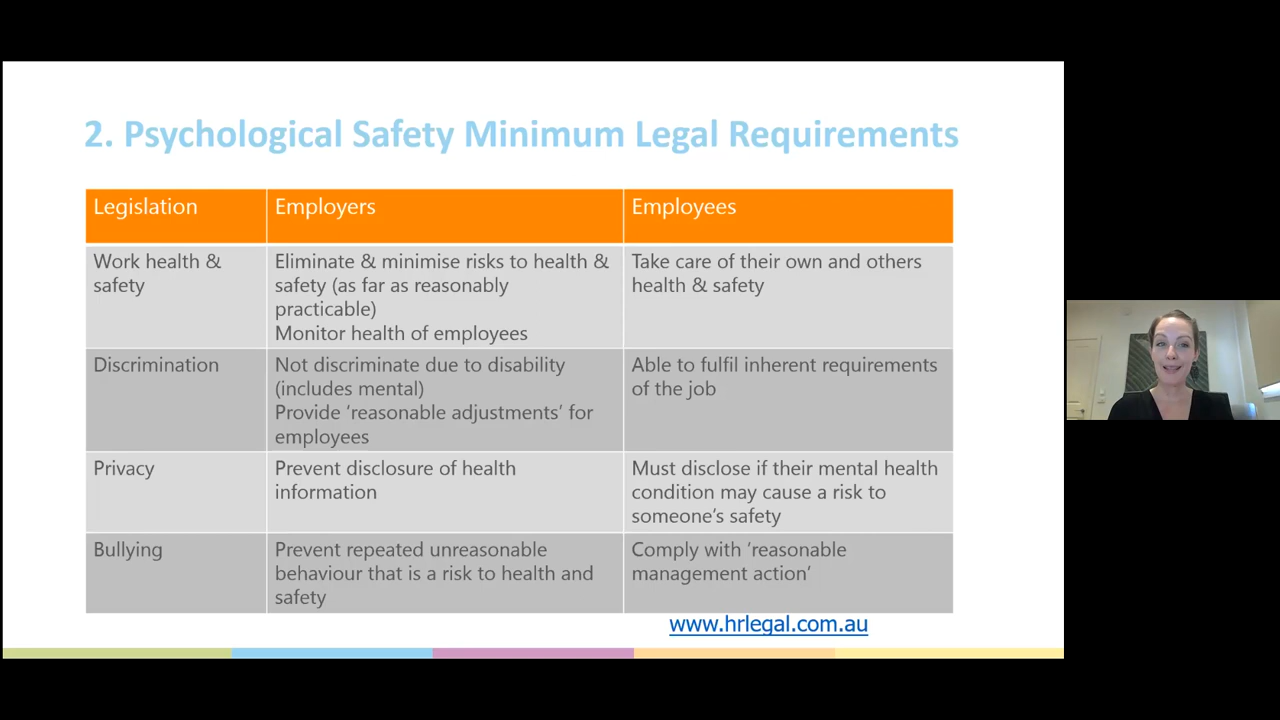 2. Psychological Safety Minimum Legal Requirements
Legislation
Employers
Employees
Work health &
safety
Eliminate & minimise risks to health &
safety (as far as reasonably
practicable)
Monitor health of employees
Take care of their own and others
health & safety
Discrimination
Not discriminate due to disability
(includes mental)
Provide ‘reasonable adjustments’ for
employees
Able to fulfil inherent requirements
of the job
Privacy
Prevent disclosure of health
information
Must disclose if their mental health
condition may cause a risk to
someone’s safety
Bullying
Prevent repeated unreasonable
behaviour that is a risk to health and
safety
Comply with ‘reasonable
management action’
www.hrlegal.com.au